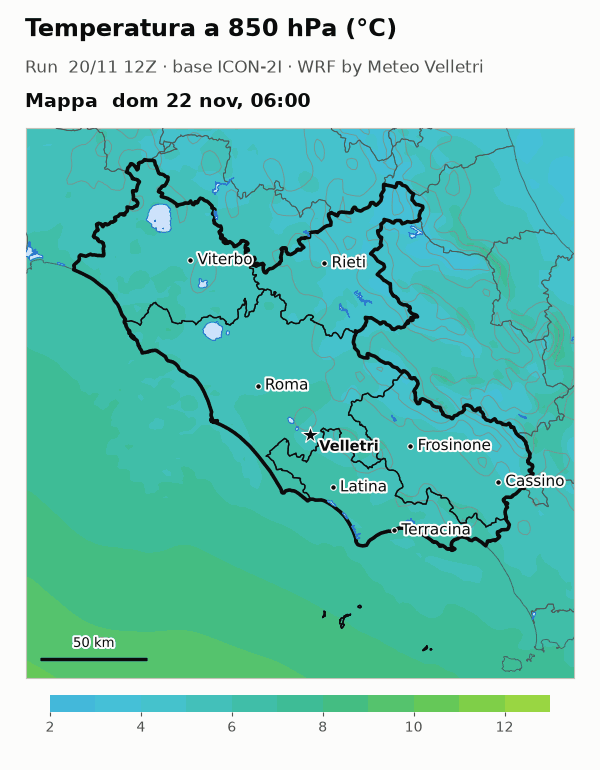 Temperatura a 850 hPa (°C)
Run  20/11 12Z · base ICON-2I · WRF by Meteo Velletri
Mappa  dom 22 nov, 06:00
Viterbo
Rieti
Roma
Velletri
Frosinone
Cassino
Latina
Terracina
50 km
2 4 6 8 10 12